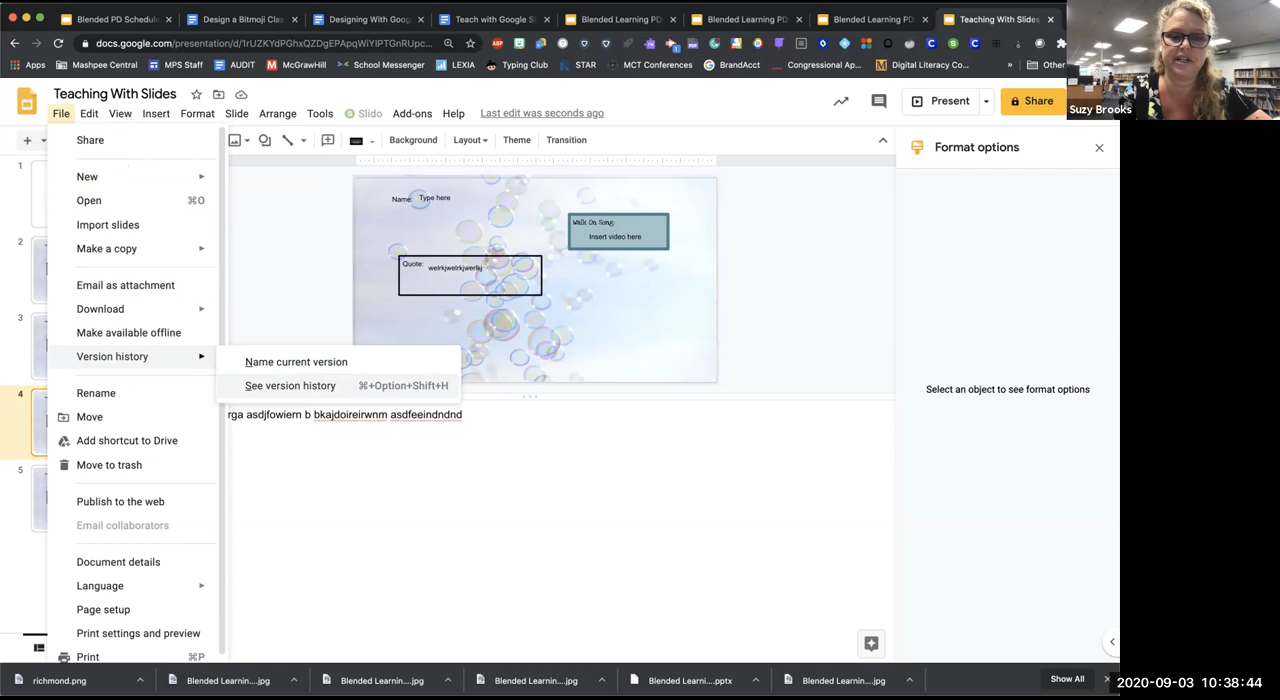 Blended PD Schedule
Design a Bitmoji Clas
Designing With Goog
Teach with Google S
Blended Learning PD
Blended Learning PD
Blended Learning PD
Teaching With Slides
docs.google.com/presentation/d/1rUZKYdPGhxQZDgEPApqWiYIPTGnRUpc...
Apps
Mashpee Central
MPS Staff
AUDIT
McGrawHill
School Messenger
LEXIA
Typing Club
STAR
MCT Conferences
BrandAcct
Congressional Ap...
Digital Literacy Co...
»
Other
Suzy Brooks
Teaching With Slides
File Edit View Insert Format Slide Arrange Tools Slido Add-ons Help Last edit was seconds ago
Present
Share
Background Layout Theme Transition
Format options
Select an object to see format options
Share
New
Open ⌘O
Import slides
Make a copy
Email as attachment
Download
Make available offline
Version history
Rename
Move
Add shortcut to Drive
Move to trash
Publish to the web
Email collaborators
Document details
Language
Page setup
Print settings and preview
Print ⌘P
Name current version
See version history ⌘+Option+Shift+H
1
2
3
4
5
Name: Type here
Walk On Song:
Insert video here
Quote: welrkjwelrkjwerlkj
rga asdjfowiern b bkajdoireirwnm asdfeeindndnd
richmond.png
Blended Learnin....jpg
Blended Learnin....jpg
Blended Learnin....jpg
Blended Learni....pptx
Blended Learnin....jpg
Show All
2020-09-03 10:38:44